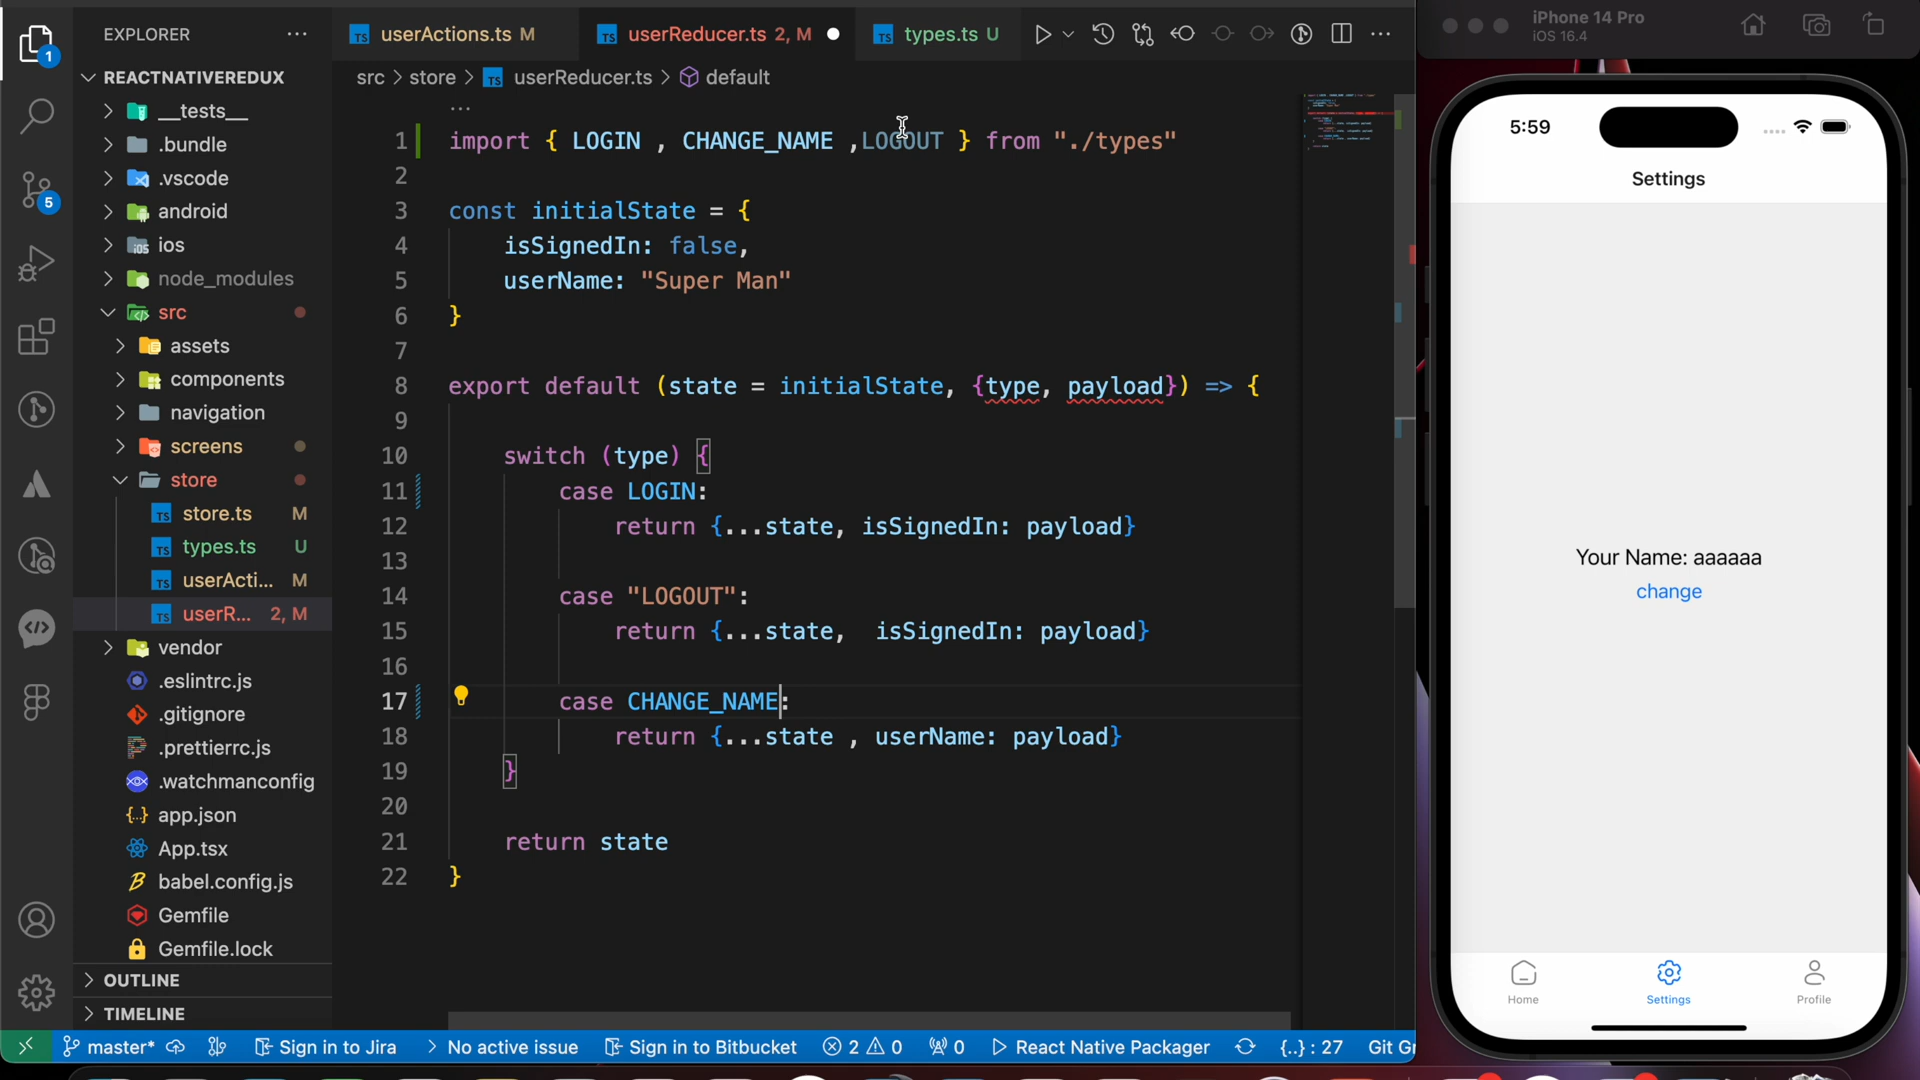 1
5
EXPLORER
REACTNATIVEREDUX
__tests__
.bundle
.vscode
android
ios
node_modules
src
assets
components
navigation
screens
store
store.ts M
types.ts U
userActi... M
userR... 2, M
vendor
.eslintrc.js
.gitignore
.prettierrc.js
.watchmanconfig
app.json
App.tsx
babel.config.js
Gemfile
Gemfile.lock
OUTLINE
TIMELINE
userActions.ts M
userReducer.ts 2, M
types.ts U
src > store > TS userReducer.ts > default
1 import { LOGIN , CHANGE_NAME ,LOGOUT } from "./types"
2
3 const initialState = {
4 isSignedIn: false,
5 userName: "Super Man"
6 }
7
8 export default (state = initialState, {type, payload}) => {
9
10 switch (type) {
11 case LOGIN:
12 return {...state, isSignedIn: payload}
13
14 case "LOGOUT":
15 return {...state,  isSignedIn: payload}
16
17 case CHANGE_NAME:
18 return {...state , userName: payload}
19 }
20
21 return state
22 }
master*
Sign in to Jira
No active issue
Sign in to Bitbucket
2
0
0
React Native Packager
{..} : 27
Git Gr
iPhone 14 Pro
iOS 16.4
5:59
Settings
Your Name: aaaaaa
change
Home
Settings
Profile